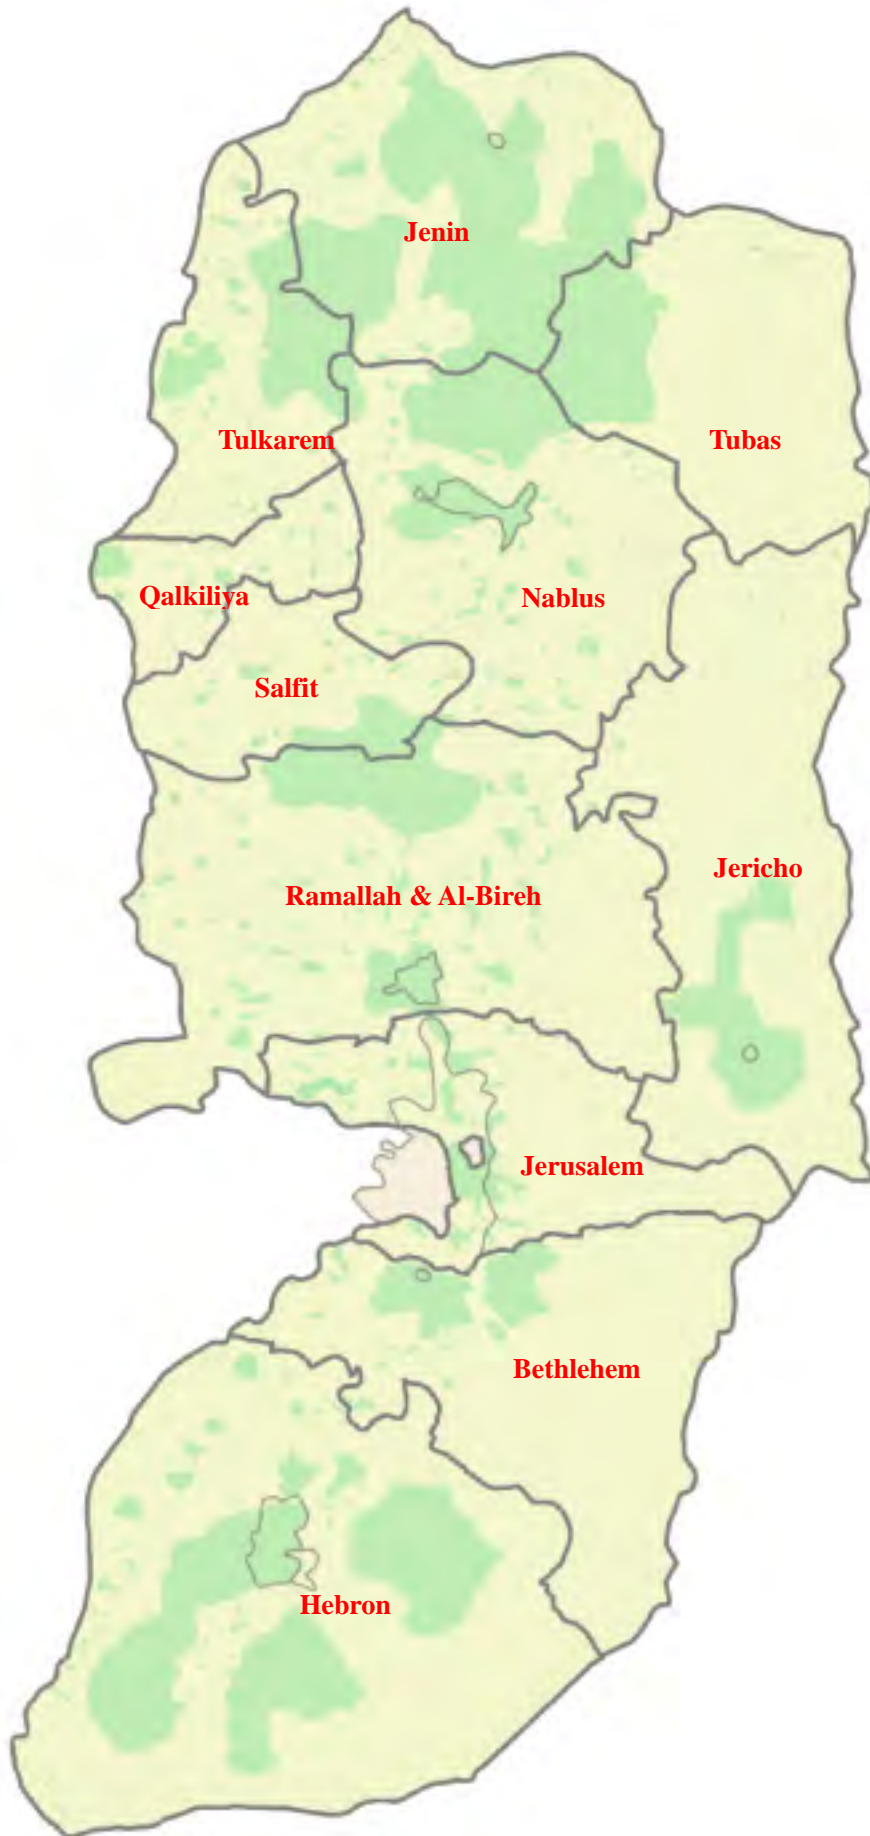 Jenin
Tulkarem
Tubas
Qalkiliya
Nablus
Salfit
Jericho
Ramallah & Al-Bireh
Jerusalem
Bethlehem
Hebron